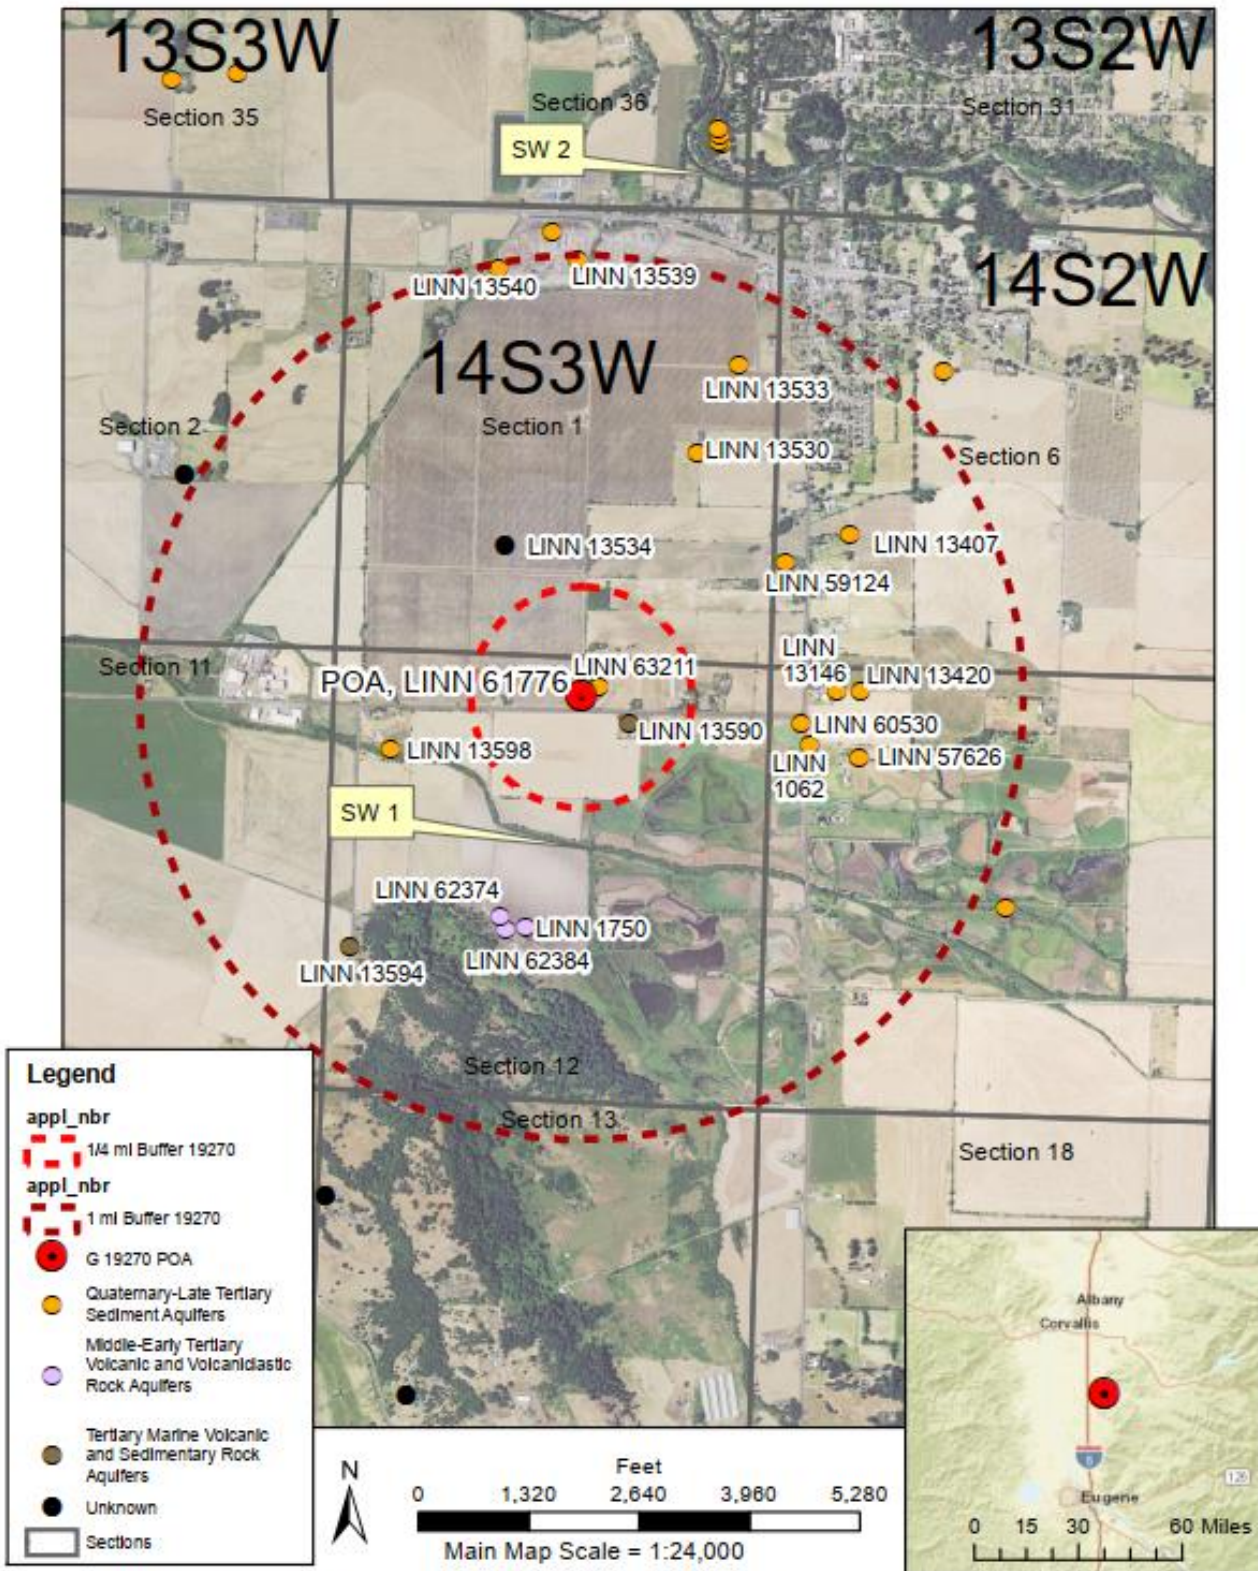 13S3W
13S2W
Section 35
Section 36
Section 31
SW 2
14S2W
LINN 13540
LINN 13539
14S3W
LINN 13533
Section 2
Section 1
LINN 13530
Section 6
LINN 13534
LINN 13407
LINN 59124
Section 11
LINN 63211
LINN
13146
LINN 13420
POA, LINN 61776
LINN 13598
LINN 13590
LINN 60530
LINN
1062
LINN 57626
SW 1
LINN 62374
LINN 1750
LINN 62384
LINN 13594
Section 12
Section 13
Section 18
Legend
appl_nbr
1/4 mi Buffer 19270
appl_nbr
1 mi Buffer 19270
G 19270 POA
Quaternary-Late Tertiary
Sediment Aquifers
Middle-Early Tertiary
Volcanic and Volcaniclastic
Rock Aquifers
Tertiary Marine Volcanic
and Sedimentary Rock
Aquifers
Unknown
Sections
N
Feet
0 1,320 2,640 3,960 5,280
Main Map Scale = 1:24,000
Albany
Corvallis
5
126
Eugene
0 15 30 60 Miles